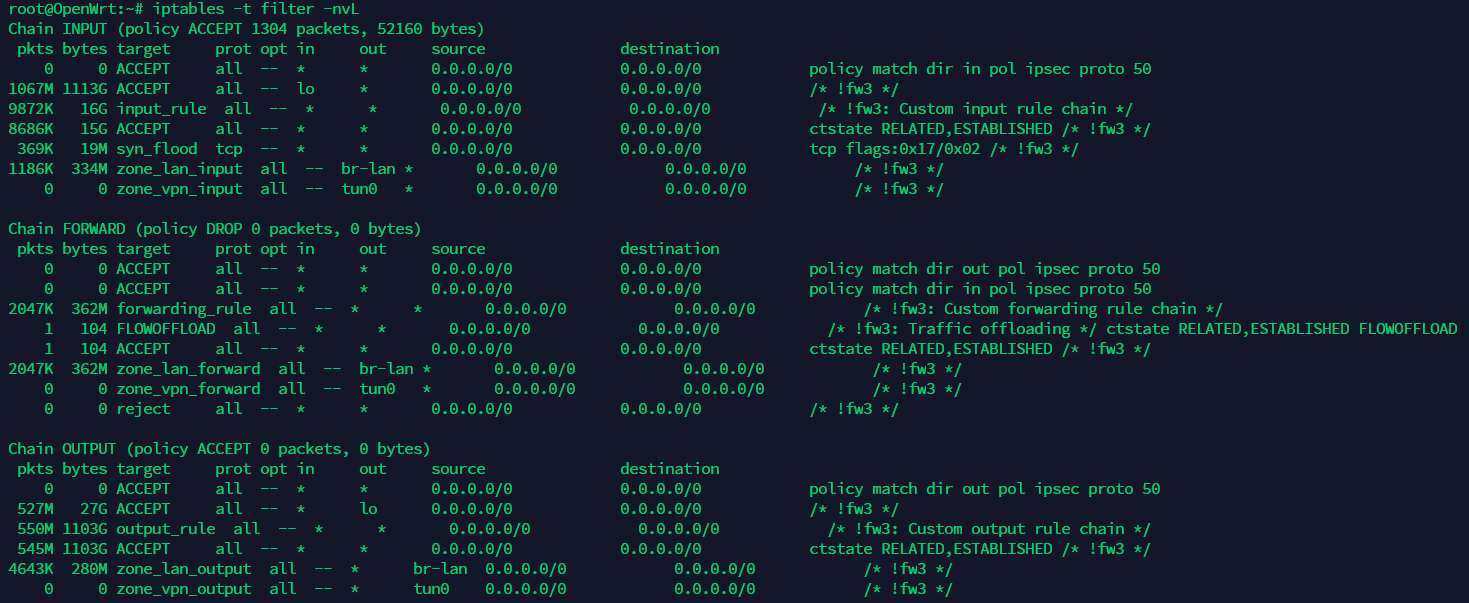 root@OpenWrt:~# iptables -t filter -nvL
Chain INPUT (policy ACCEPT 1304 packets, 52160 bytes)
 pkts bytes target     prot opt in     out     source               destination
    0     0 ACCEPT     all  --  *      *       0.0.0.0/0            0.0.0.0/0            policy match dir in pol ipsec proto 50
1067M 1113G ACCEPT     all  --  lo     *       0.0.0.0/0            0.0.0.0/0            /* !fw3 */
9872K   16G input_rule  all  --  *      *       0.0.0.0/0            0.0.0.0/0            /* !fw3: Custom input rule chain */
8686K   15G ACCEPT     all  --  *      *       0.0.0.0/0            0.0.0.0/0            ctstate RELATED,ESTABLISHED /* !fw3 */
 369K   19M syn_flood  tcp  --  *      *       0.0.0.0/0            0.0.0.0/0            tcp flags:0x17/0x02 /* !fw3 */
1186K  334M zone_lan_input  all  --  br-lan *       0.0.0.0/0            0.0.0.0/0            /* !fw3 */
    0     0 zone_vpn_input  all  --  tun0   *       0.0.0.0/0            0.0.0.0/0            /* !fw3 */

Chain FORWARD (policy DROP 0 packets, 0 bytes)
 pkts bytes target     prot opt in     out     source               destination
    0     0 ACCEPT     all  --  *      *       0.0.0.0/0            0.0.0.0/0            policy match dir out pol ipsec proto 50
    0     0 ACCEPT     all  --  *      *       0.0.0.0/0            0.0.0.0/0            policy match dir in pol ipsec proto 50
2047K  362M forwarding_rule  all  --  *      *       0.0.0.0/0            0.0.0.0/0            /* !fw3: Custom forwarding rule chain */
    1   104 FLOWOFFLOAD  all  --  *      *       0.0.0.0/0            0.0.0.0/0            /* !fw3: Traffic offloading */ ctstate RELATED,ESTABLISHED FLOWOFFLOAD
    1   104 ACCEPT     all  --  *      *       0.0.0.0/0            0.0.0.0/0            ctstate RELATED,ESTABLISHED /* !fw3 */
2047K  362M zone_lan_forward  all  --  br-lan *       0.0.0.0/0            0.0.0.0/0            /* !fw3 */
    0     0 zone_vpn_forward  all  --  tun0   *       0.0.0.0/0            0.0.0.0/0            /* !fw3 */
    0     0 reject     all  --  *      *       0.0.0.0/0            0.0.0.0/0            /* !fw3 */

Chain OUTPUT (policy ACCEPT 0 packets, 0 bytes)
 pkts bytes target     prot opt in     out     source               destination
    0     0 ACCEPT     all  --  *      *       0.0.0.0/0            0.0.0.0/0            policy match dir out pol ipsec proto 50
 527M   27G ACCEPT     all  --  *      lo      0.0.0.0/0            0.0.0.0/0            /* !fw3 */
 550M 1103G output_rule  all  --  *      *       0.0.0.0/0            0.0.0.0/0            /* !fw3: Custom output rule chain */
 545M 1103G ACCEPT     all  --  *      *       0.0.0.0/0            0.0.0.0/0            ctstate RELATED,ESTABLISHED /* !fw3 */
4643K  280M zone_lan_output  all  --  *      br-lan  0.0.0.0/0            0.0.0.0/0            /* !fw3 */
    0     0 zone_vpn_output  all  --  *      tun0    0.0.0.0/0            0.0.0.0/0            /* !fw3 */